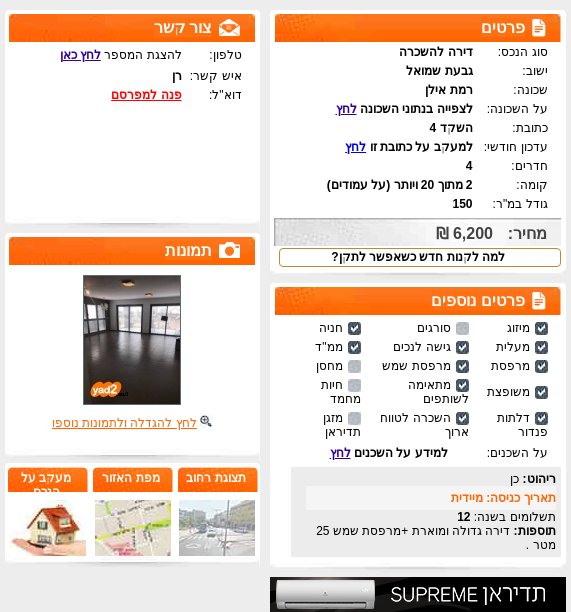 פרטים
סוג הנכס: דירה להשכרה
ישוב: גבעת שמואל
שכונה: רמת אילן
על השכונה: לצפייה בנתוני השכונה לחץ
כתובת: השקד 4
עדכון חודשי: למעקב על כתובת זו לחץ
חדרים: 4
קומה: 2 מתוך 20 ויותר (על עמודים)
גודל במ"ר: 150
מחיר: 6,200 ₪
למה לקנות חדש כשאפשר לתקן?
פרטים נוספים
מיזוג סורגים חניה
מעלית גישה לנכים ממ"ד
מרפסת מרפסת שמש מחסן
משופצת מתאימה לשותפים חיות מחמד
דלתות פנדור השכרה לטווח ארוך מזגן תדיראן
על השכנים: למידע על השכנים לחץ
ריהוט: כן
תאריך כניסה: מיידית
תשלומים בשנה: 12
תוספות: דירה גדולה ומוארת +מרפסת שמש 25
מטר .
תדיראן SUPREME
צור קשר
טלפון: להצגת המספר לחץ כאן
איש קשר: רן
דוא"ל: פנה למפרסם
תמונות
yad2
לחץ להגדלה ולתמונות נוספו
תצוגת רחוב
מפת האזור
מעקב על
הנכס